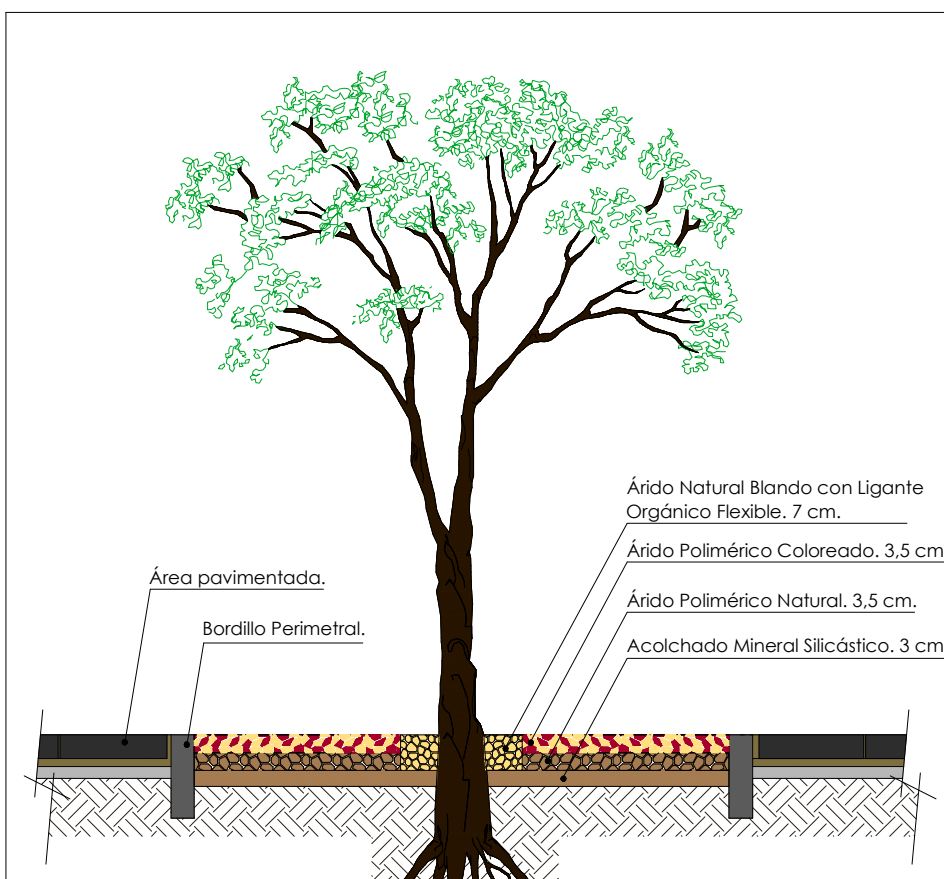 Árido Natural Blando con Ligante
Orgánico Flexible. 7 cm.
Árido Polimérico Coloreado. 3,5 cm
Área pavimentada.
Árido Polimérico Natural. 3,5 cm.
Bordillo Perimetral.
Acolchado Mineral Silicástico. 3 cm